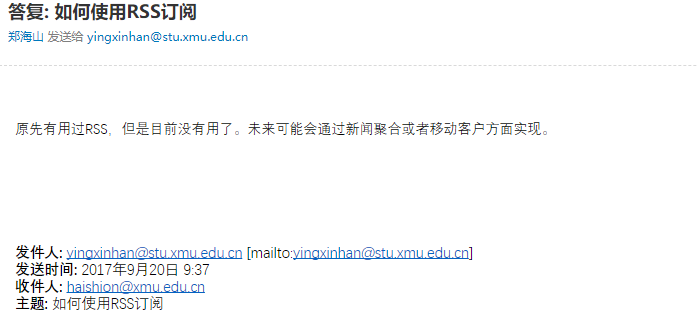 答复: 如何使用RSS订阅
郑海山 发送给 yingxinhan@stu.xmu.edu.cn
原先有用过RSS，但是目前没有用了。未来可能会通过新闻聚合或者移动客户方面实现。
发件人: yingxinhan@stu.xmu.edu.cn [mailto:yingxinhan@stu.xmu.edu.cn]
发送时间: 2017年9月20日 9:37
收件人: haishion@xmu.edu.cn
主题: 如何使用RSS订阅